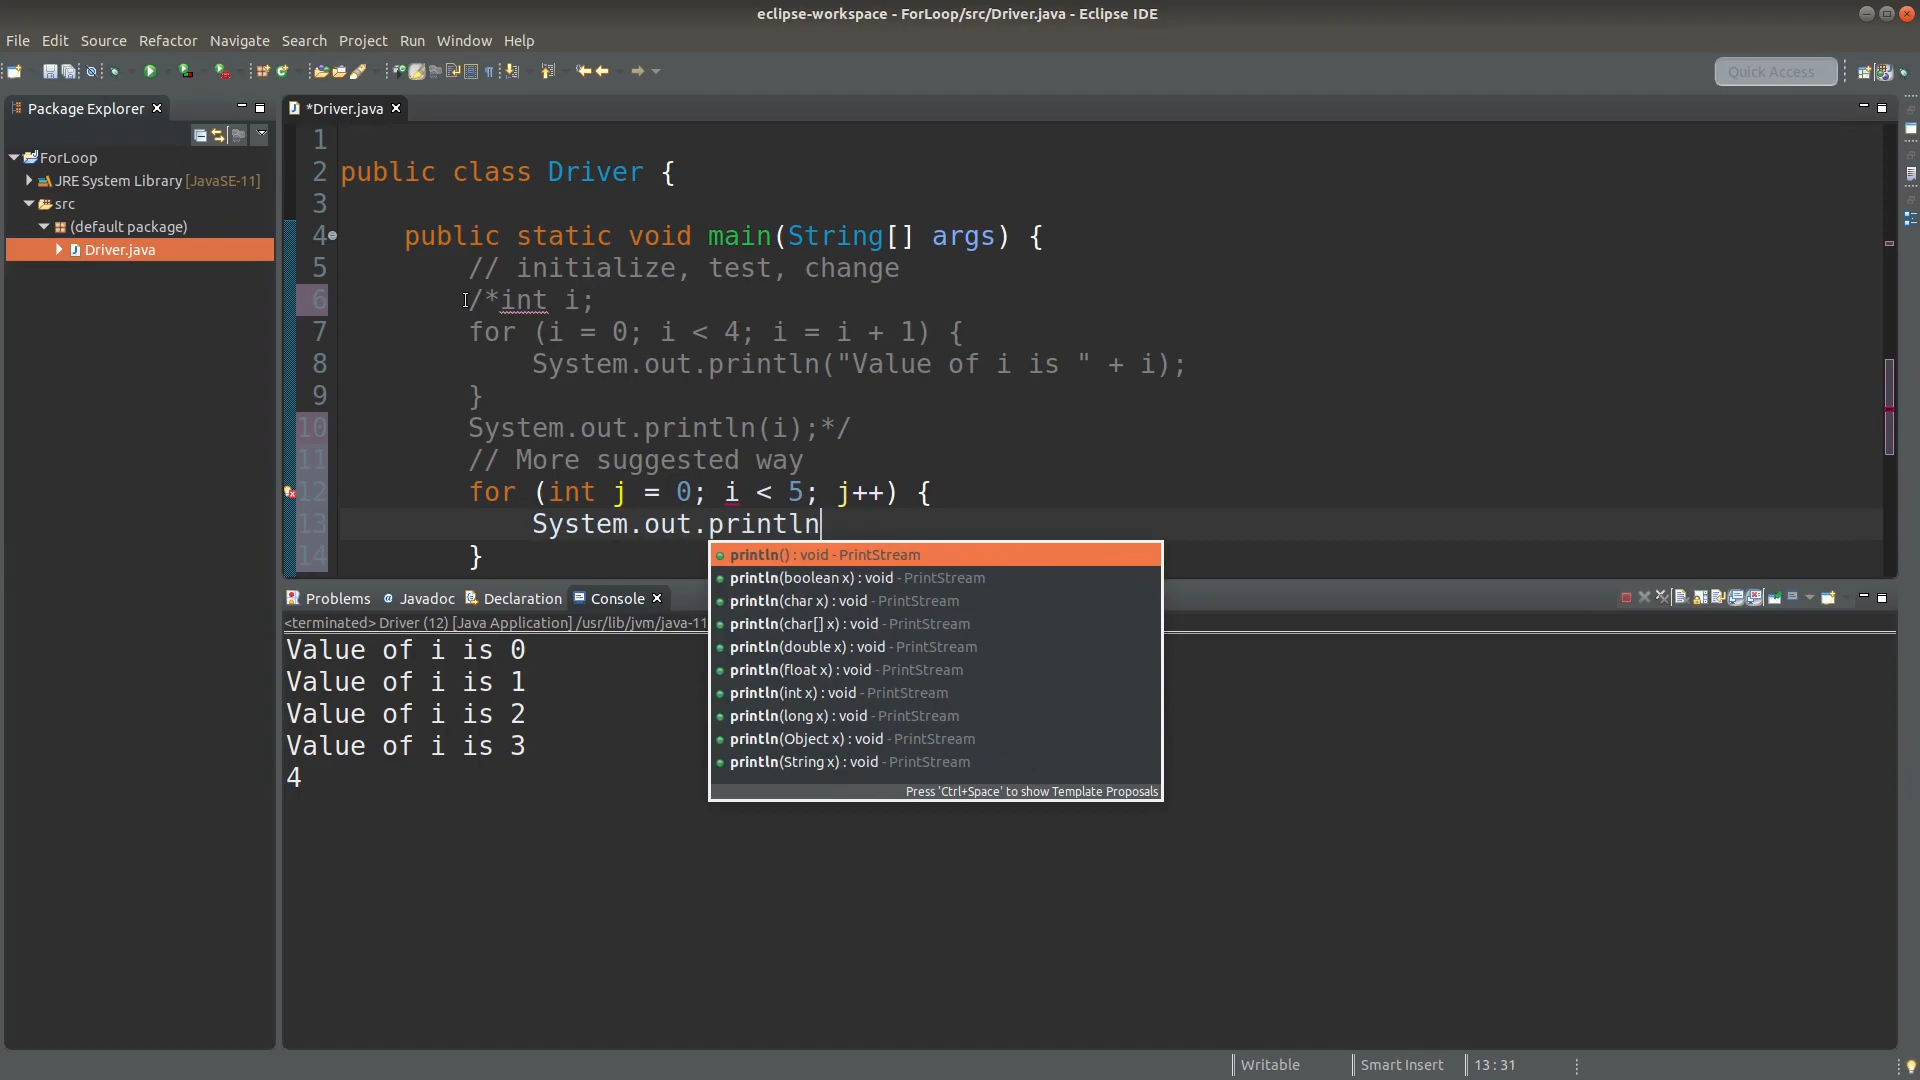 eclipse-workspace - ForLoop/src/Driver.java - Eclipse IDE
File Edit Source Refactor Navigate Search Project Run Window Help
Quick Access
Package Explorer
ForLoop
JRE System Library [JavaSE-11]
src
(default package)
Driver.java
*Driver.java
1
2 public class Driver {
3
4 public static void main(String[] args) {
5 // initialize, test, change
6 /*int i;
7 for (i = 0; i < 4; i = i + 1) {
8 System.out.println("Value of i is " + i);
9 }
10 System.out.println(i);*/
11 // More suggested way
12 for (int j = 0; i < 5; j++) {
13 System.out.println
14 }
println() : void - PrintStream
println(boolean x) : void - PrintStream
println(char x) : void - PrintStream
println(char[] x) : void - PrintStream
println(double x) : void - PrintStream
println(float x) : void - PrintStream
println(int x) : void - PrintStream
println(long x) : void - PrintStream
println(Object x) : void - PrintStream
println(String x) : void - PrintStream
Press 'Ctrl+Space' to show Template Proposals
Problems Javadoc Declaration Console
<terminated> Driver (12) [Java Application] /usr/lib/jvm/java-11
Value of i is 0
Value of i is 1
Value of i is 2
Value of i is 3
4
Writable Smart Insert 13 : 31